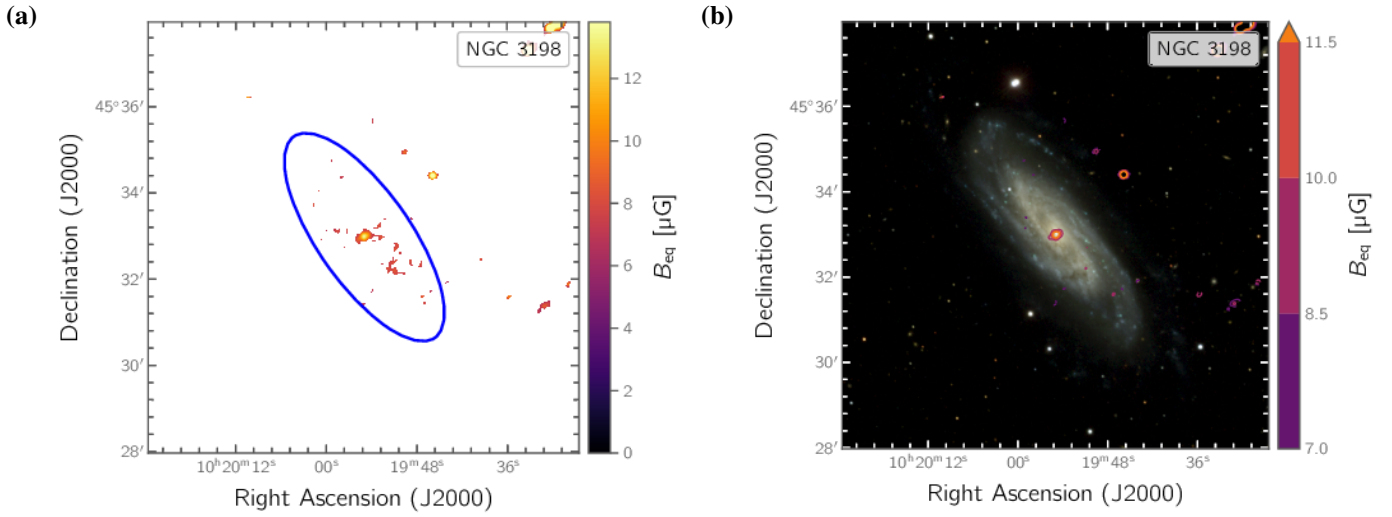 (a)
NGC 3198
45°36′
34′
32′
30′
28′
Declination (J2000)
10ʰ20ᵐ12ˢ
00ˢ
19ᵐ48ˢ
36ˢ
Right Ascension (J2000)
12
10
8
6
4
2
0
B_eq [μG]
(b)
NGC 3198
45°36′
34′
32′
30′
28′
Declination (J2000)
10ʰ20ᵐ12ˢ
00ˢ
19ᵐ48ˢ
36ˢ
Right Ascension (J2000)
11.5
10.0
8.5
7.0
B_eq [μG]